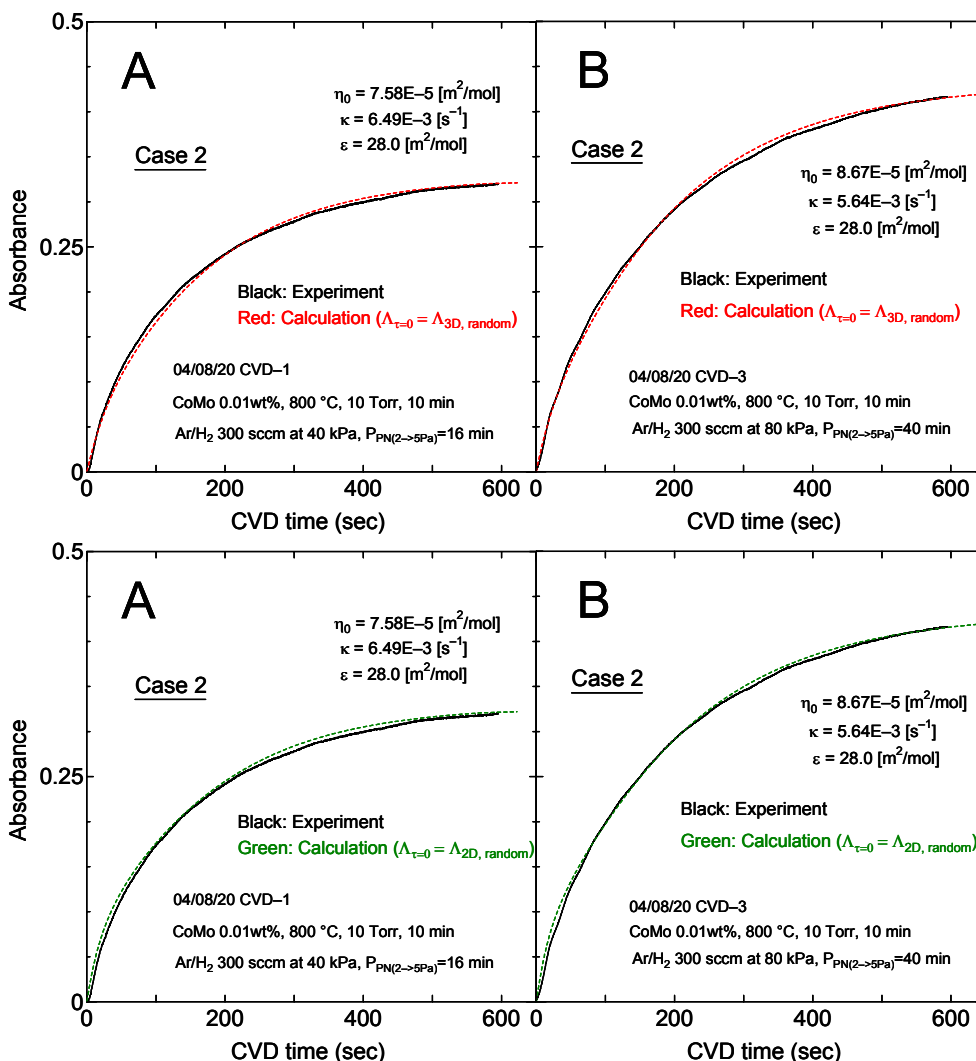 0.5
0.25
0
Absorbance
A
η₀ = 7.58E–5 [m²/mol]
κ = 6.49E–3 [s⁻¹]
ε = 28.0 [m²/mol]
Case 2
Black: Experiment
Red: Calculation (Λτ=0 = Λ3D, random)
04/08/20 CVD–1
CoMo 0.01wt%, 800 °C, 10 Torr, 10 min
Ar/H₂ 300 sccm at 40 kPa, PPN(2->5Pa)=16 min
0 200 400 600
CVD time (sec)
B
Case 2
η₀ = 8.67E–5 [m²/mol]
κ = 5.64E–3 [s⁻¹]
ε = 28.0 [m²/mol]
Black: Experiment
Red: Calculation (Λτ=0 = Λ3D, random)
04/08/20 CVD–3
CoMo 0.01wt%, 800 °C, 10 Torr, 10 min
Ar/H₂ 300 sccm at 80 kPa, PPN(2->5Pa)=40 min
0 200 400 600
CVD time (sec)
0.5
0.25
0
Absorbance
A
η₀ = 7.58E–5 [m²/mol]
κ = 6.49E–3 [s⁻¹]
ε = 28.0 [m²/mol]
Case 2
Black: Experiment
Green: Calculation (Λτ=0 = Λ2D, random)
04/08/20 CVD–1
CoMo 0.01wt%, 800 °C, 10 Torr, 10 min
Ar/H₂ 300 sccm at 40 kPa, PPN(2->5Pa)=16 min
0 200 400 600
CVD time (sec)
B
Case 2
η₀ = 8.67E–5 [m²/mol]
κ = 5.64E–3 [s⁻¹]
ε = 28.0 [m²/mol]
Black: Experiment
Green: Calculation (Λτ=0 = Λ2D, random)
04/08/20 CVD–3
CoMo 0.01wt%, 800 °C, 10 Torr, 10 min
Ar/H₂ 300 sccm at 80 kPa, PPN(2->5Pa)=40 min
0 200 400 600
CVD time (sec)